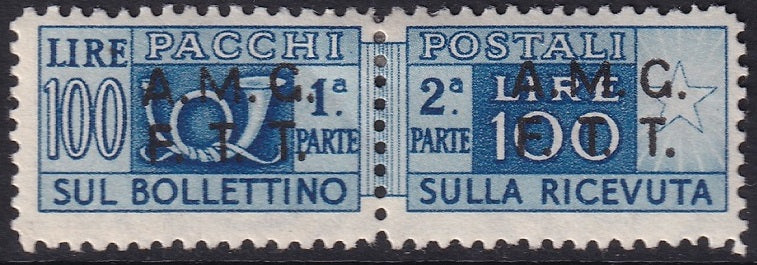 PACCHI POSTALI
LIRE 100
A.M.G.
F.T.T.
1ª PARTE
2ª PARTE
LIRE 100
A.M.G.
F.T.T.
SUL BOLLETTINO
SULLA RICEVUTA